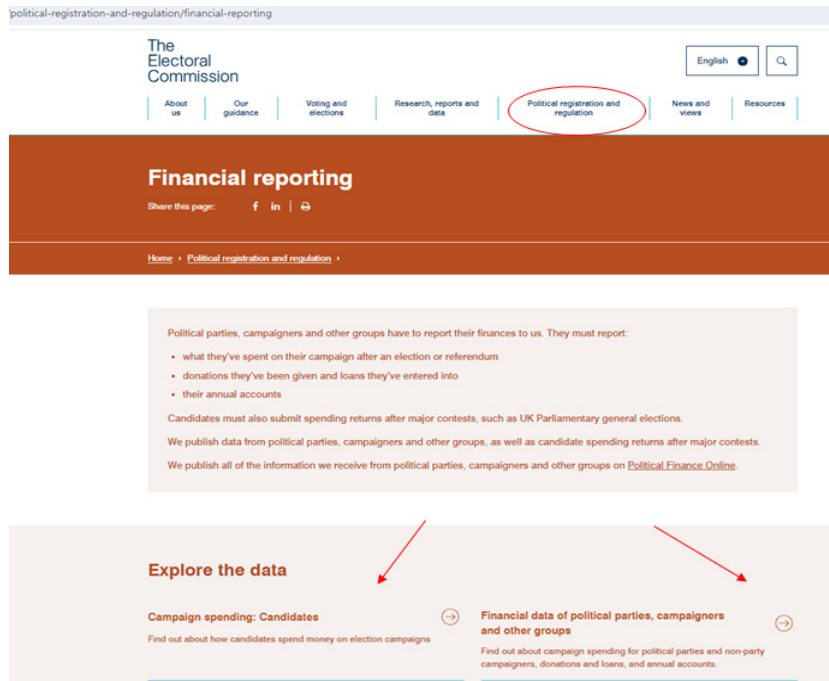 /political-registration-and-regulation/financial-reporting
The
Electoral
Commission
English
About
us
Our
guidance
Voting and
elections
Research, reports and
data
Political registration and
regulation
News and
views
Resources
Financial reporting
Share this page:
Home
Political registration and regulation
Political parties, campaigners and other groups have to report their finances to us. They must report:
• what they've spent on their campaign after an election or referendum
• donations they've been given and loans they've entered into
• their annual accounts
Candidates must also submit spending returns after major contests, such as UK Parliamentary general elections.
We publish data from political parties, campaigners and other groups, as well as candidate spending returns after major contests.
We publish all of the information we receive from political parties, campaigners and other groups on Political Finance Online.
Explore the data
Campaign spending: Candidates
Find out about how candidates spend money on election campaigns
Financial data of political parties, campaigners
and other groups
Find out about campaign spending for political parties and non-party
campaigners, donations and loans, and annual accounts.